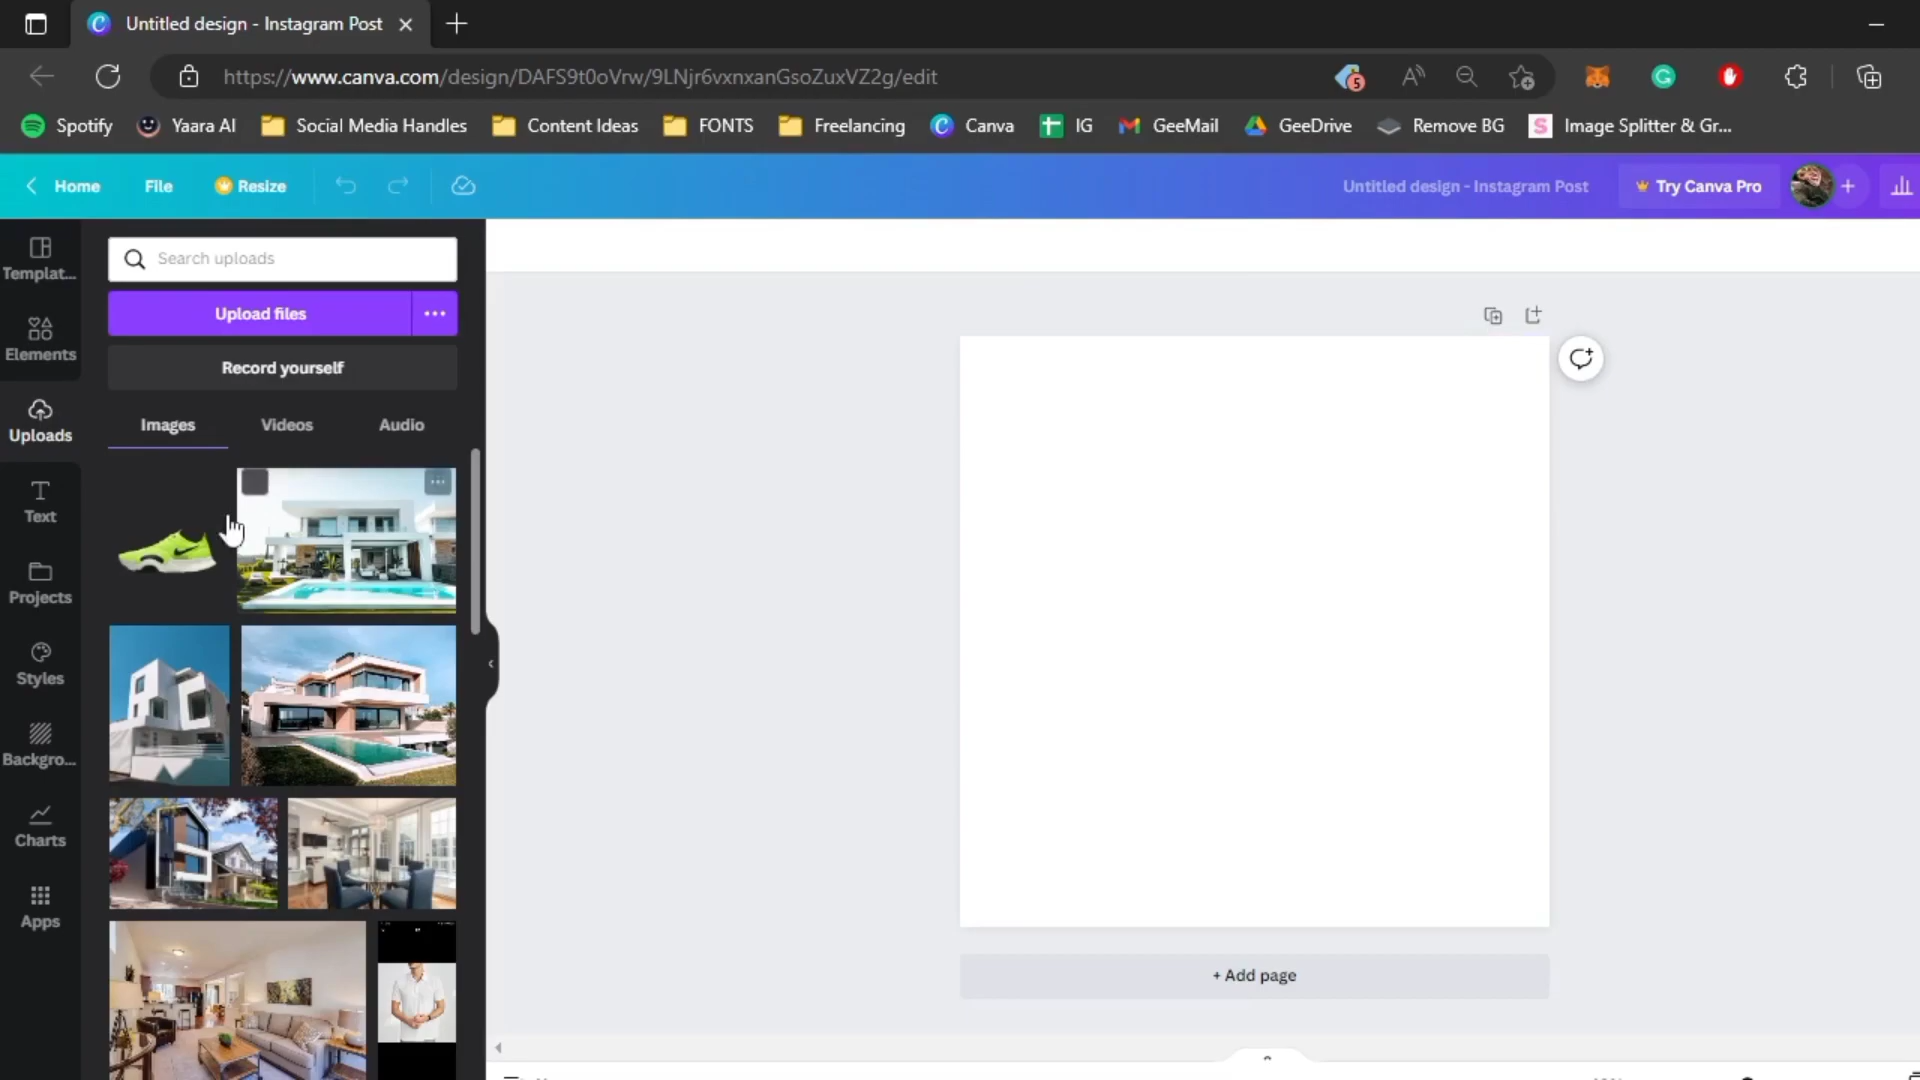 Untitled design - Instagram Post
https://www.canva.com/design/DAFS9t0oVrw/9LNjr6vxnxanGsoZuxVZ2g/edit
5
Spotify Yaara AI Social Media Handles Content Ideas FONTS Freelancing Canva IG GeeMail GeeDrive Remove BG Image Splitter & Gr...
Home File Resize Untitled design - Instagram Post Try Canva Pro
Templat...
Elements
Uploads
Text
Projects
Styles
Backgro...
Charts
Apps
Search uploads
Upload files
Record yourself
Images Videos Audio
+ Add page